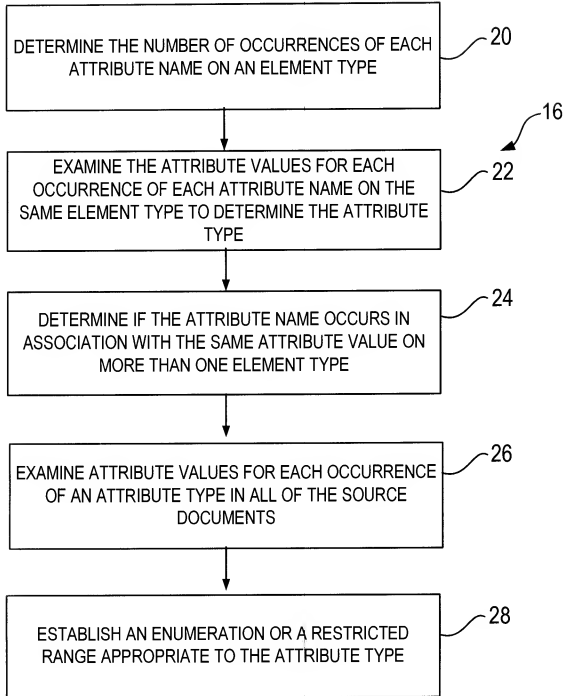 DETERMINE THE NUMBER OF OCCURRENCES OF EACH
ATTRIBUTE NAME ON AN ELEMENT TYPE
20
16
EXAMINE THE ATTRIBUTE VALUES FOR EACH
OCCURRENCE OF EACH ATTRIBUTE NAME ON THE
SAME ELEMENT TYPE TO DETERMINE THE ATTRIBUTE
TYPE
22
DETERMINE IF THE ATTRIBUTE NAME OCCURS IN
ASSOCIATION WITH THE SAME ATTRIBUTE VALUE ON
MORE THAN ONE ELEMENT TYPE
24
EXAMINE ATTRIBUTE VALUES FOR EACH OCCURRENCE
OF AN ATTRIBUTE TYPE IN ALL OF THE SOURCE
DOCUMENTS
26
ESTABLISH AN ENUMERATION OR A RESTRICTED
RANGE APPROPRIATE TO THE ATTRIBUTE TYPE
28